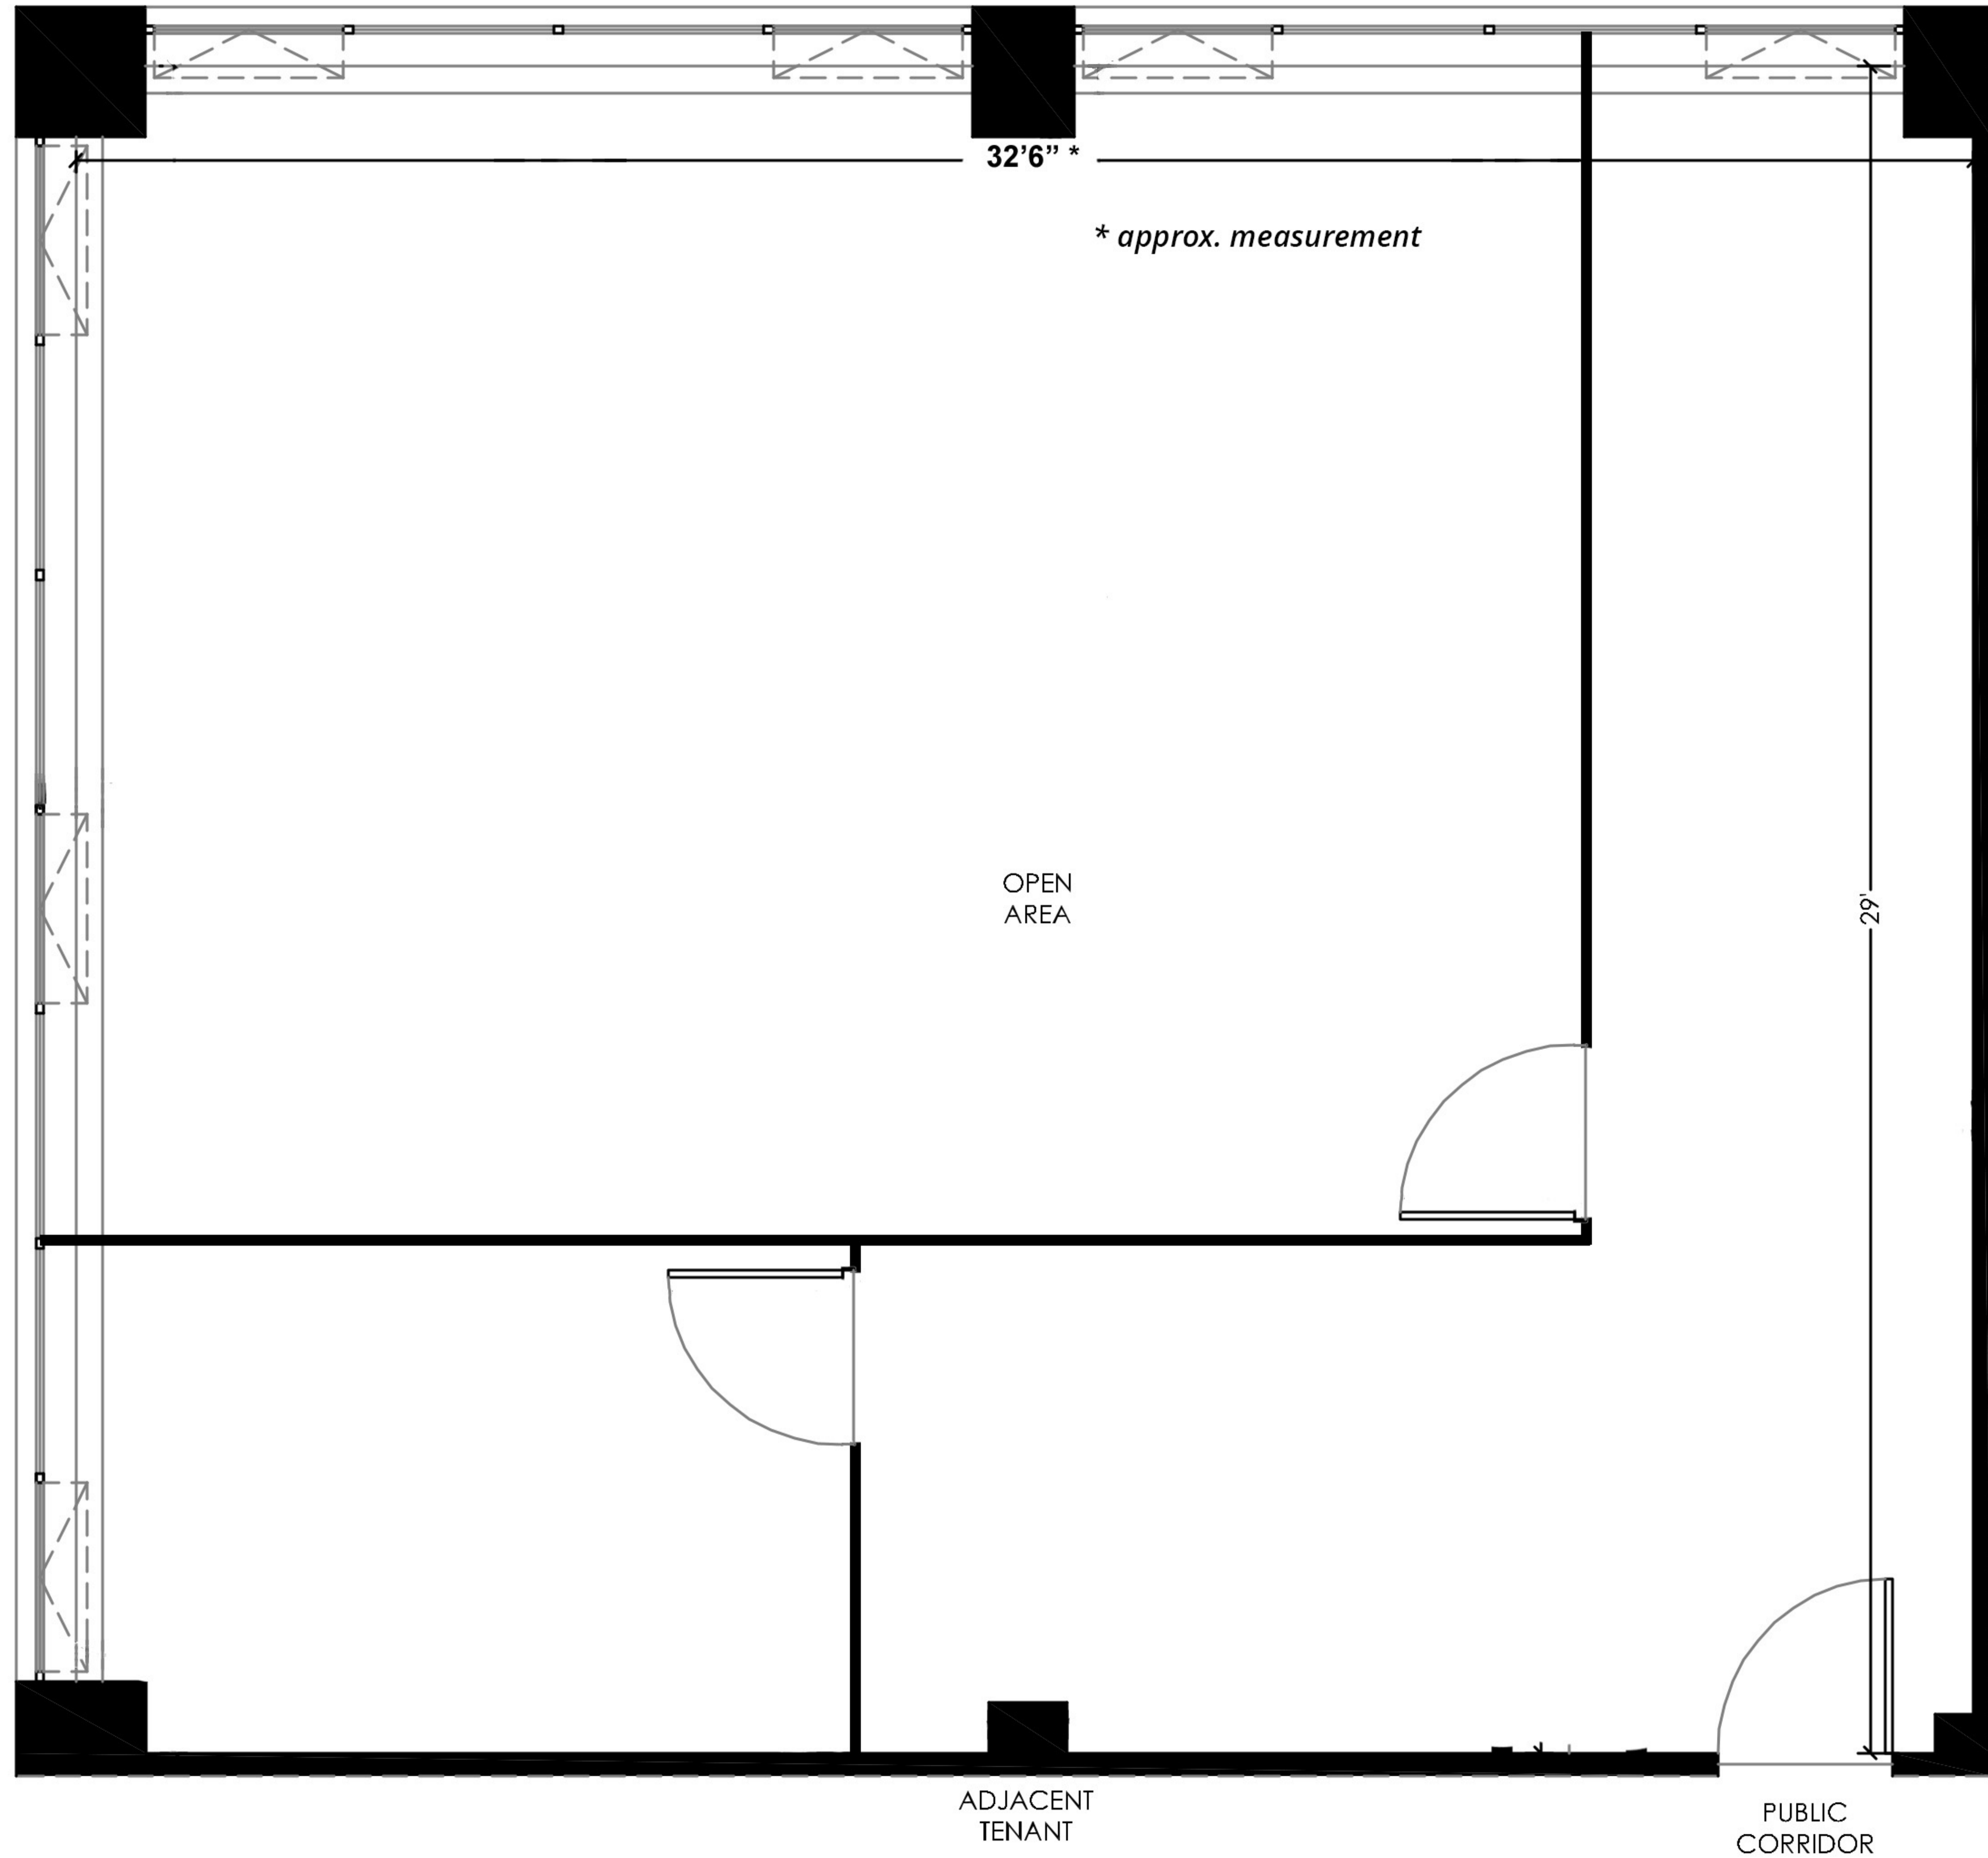 32’6” *
* approx. measurement
OPEN
AREA
29'
ADJACENT
TENANT
PUBLIC
CORRIDOR